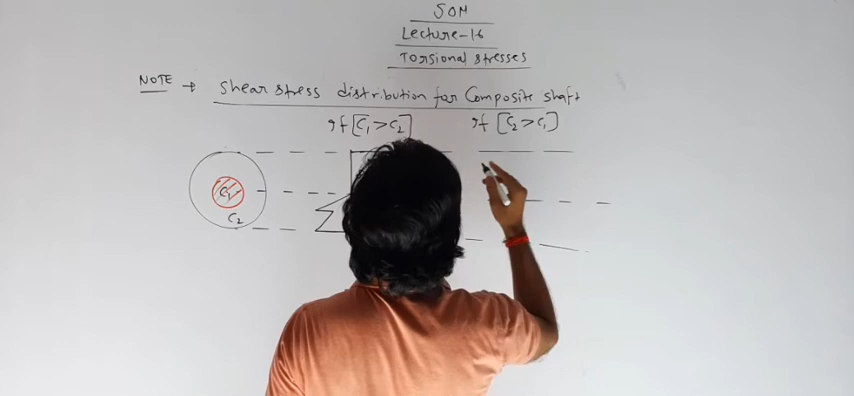 SOM
Lecture-16
Torsional stresses
NOTE → shear stress distribution for Composite shaft
if [C₁ > C₂] if [C₂ > C₁]
C₁
C₂